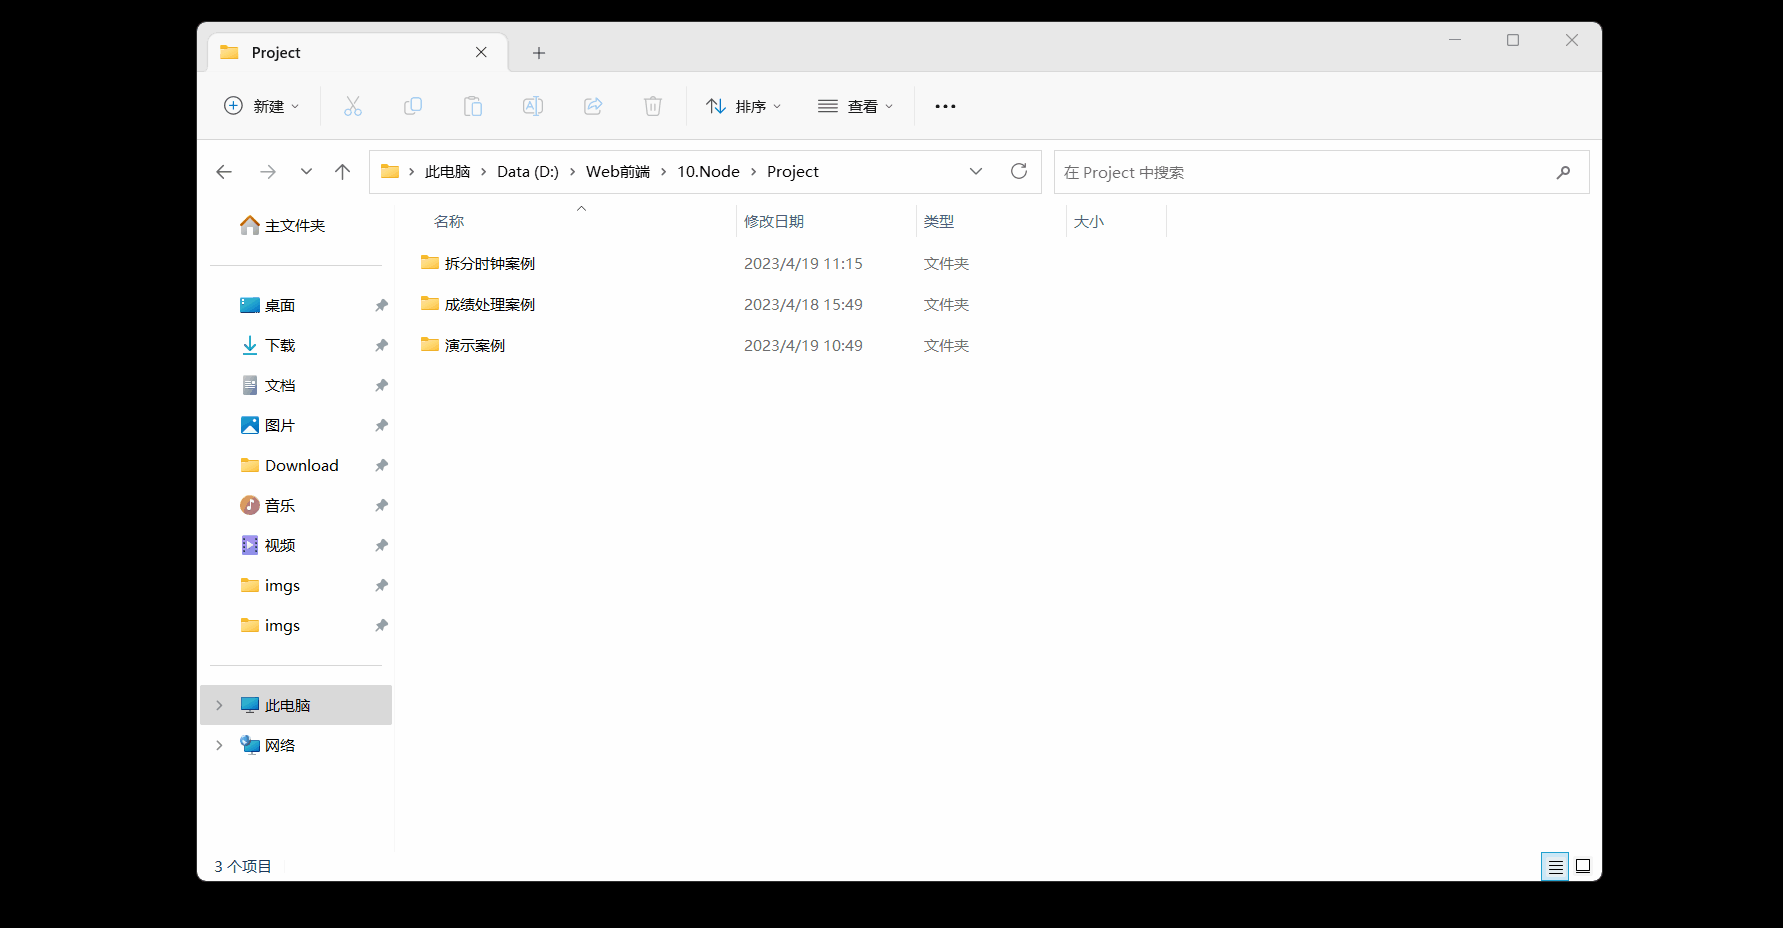 Project
新建 排序 查看
此电脑 Data (D:) Web前端 10.Node Project 在 Project 中搜索
名称 修改日期 类型 大小
拆分时钟案例 2023/4/19 11:15 文件夹
成绩处理案例 2023/4/18 15:49 文件夹
演示案例 2023/4/19 10:49 文件夹
主文件夹
桌面
下载
文档
图片
Download
音乐
视频
imgs
imgs
此电脑
网络
3 个项目